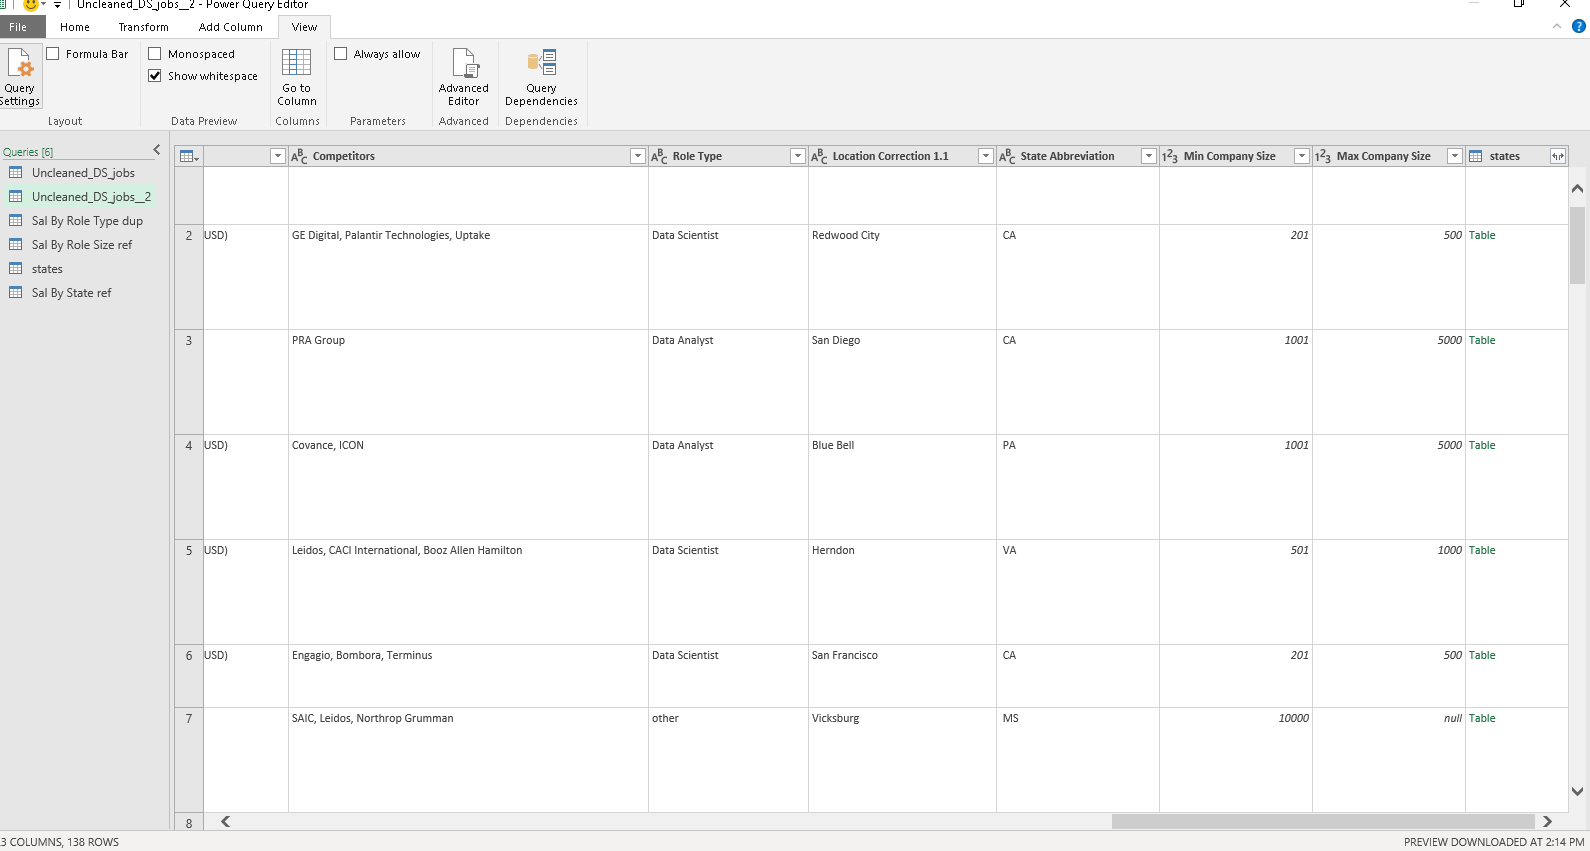 Uncleaned_DS_jobs__2 - Power Query Editor
File Home Transform Add Column View
Formula Bar
Monospaced
Show whitespace
Always allow
Query Settings
Go to Column
Advanced Editor
Query Dependencies
Layout Data Preview Columns Parameters Advanced Dependencies
Queries [6]
Uncleaned_DS_jobs
Uncleaned_DS_jobs__2
Sal By Role Type dup
Sal By Role Size ref
states
Sal By State ref
ABC Competitors ABC Role Type ABC Location Correction 1.1 ABC State Abbreviation 123 Min Company Size 123 Max Company Size states
2 USD) GE Digital, Palantir Technologies, Uptake Data Scientist Redwood City CA 201 500 Table
3 PRA Group Data Analyst San Diego CA 1001 5000 Table
4 USD) Covance, ICON Data Analyst Blue Bell PA 1001 5000 Table
5 USD) Leidos, CACI International, Booz Allen Hamilton Data Scientist Herndon VA 501 1000 Table
6 USD) Engagio, Bombora, Terminus Data Scientist San Francisco CA 201 500 Table
7 SAIC, Leidos, Northrop Grumman other Vicksburg MS 10000 null Table
8
3 COLUMNS, 138 ROWS
PREVIEW DOWNLOADED AT 2:14 PM